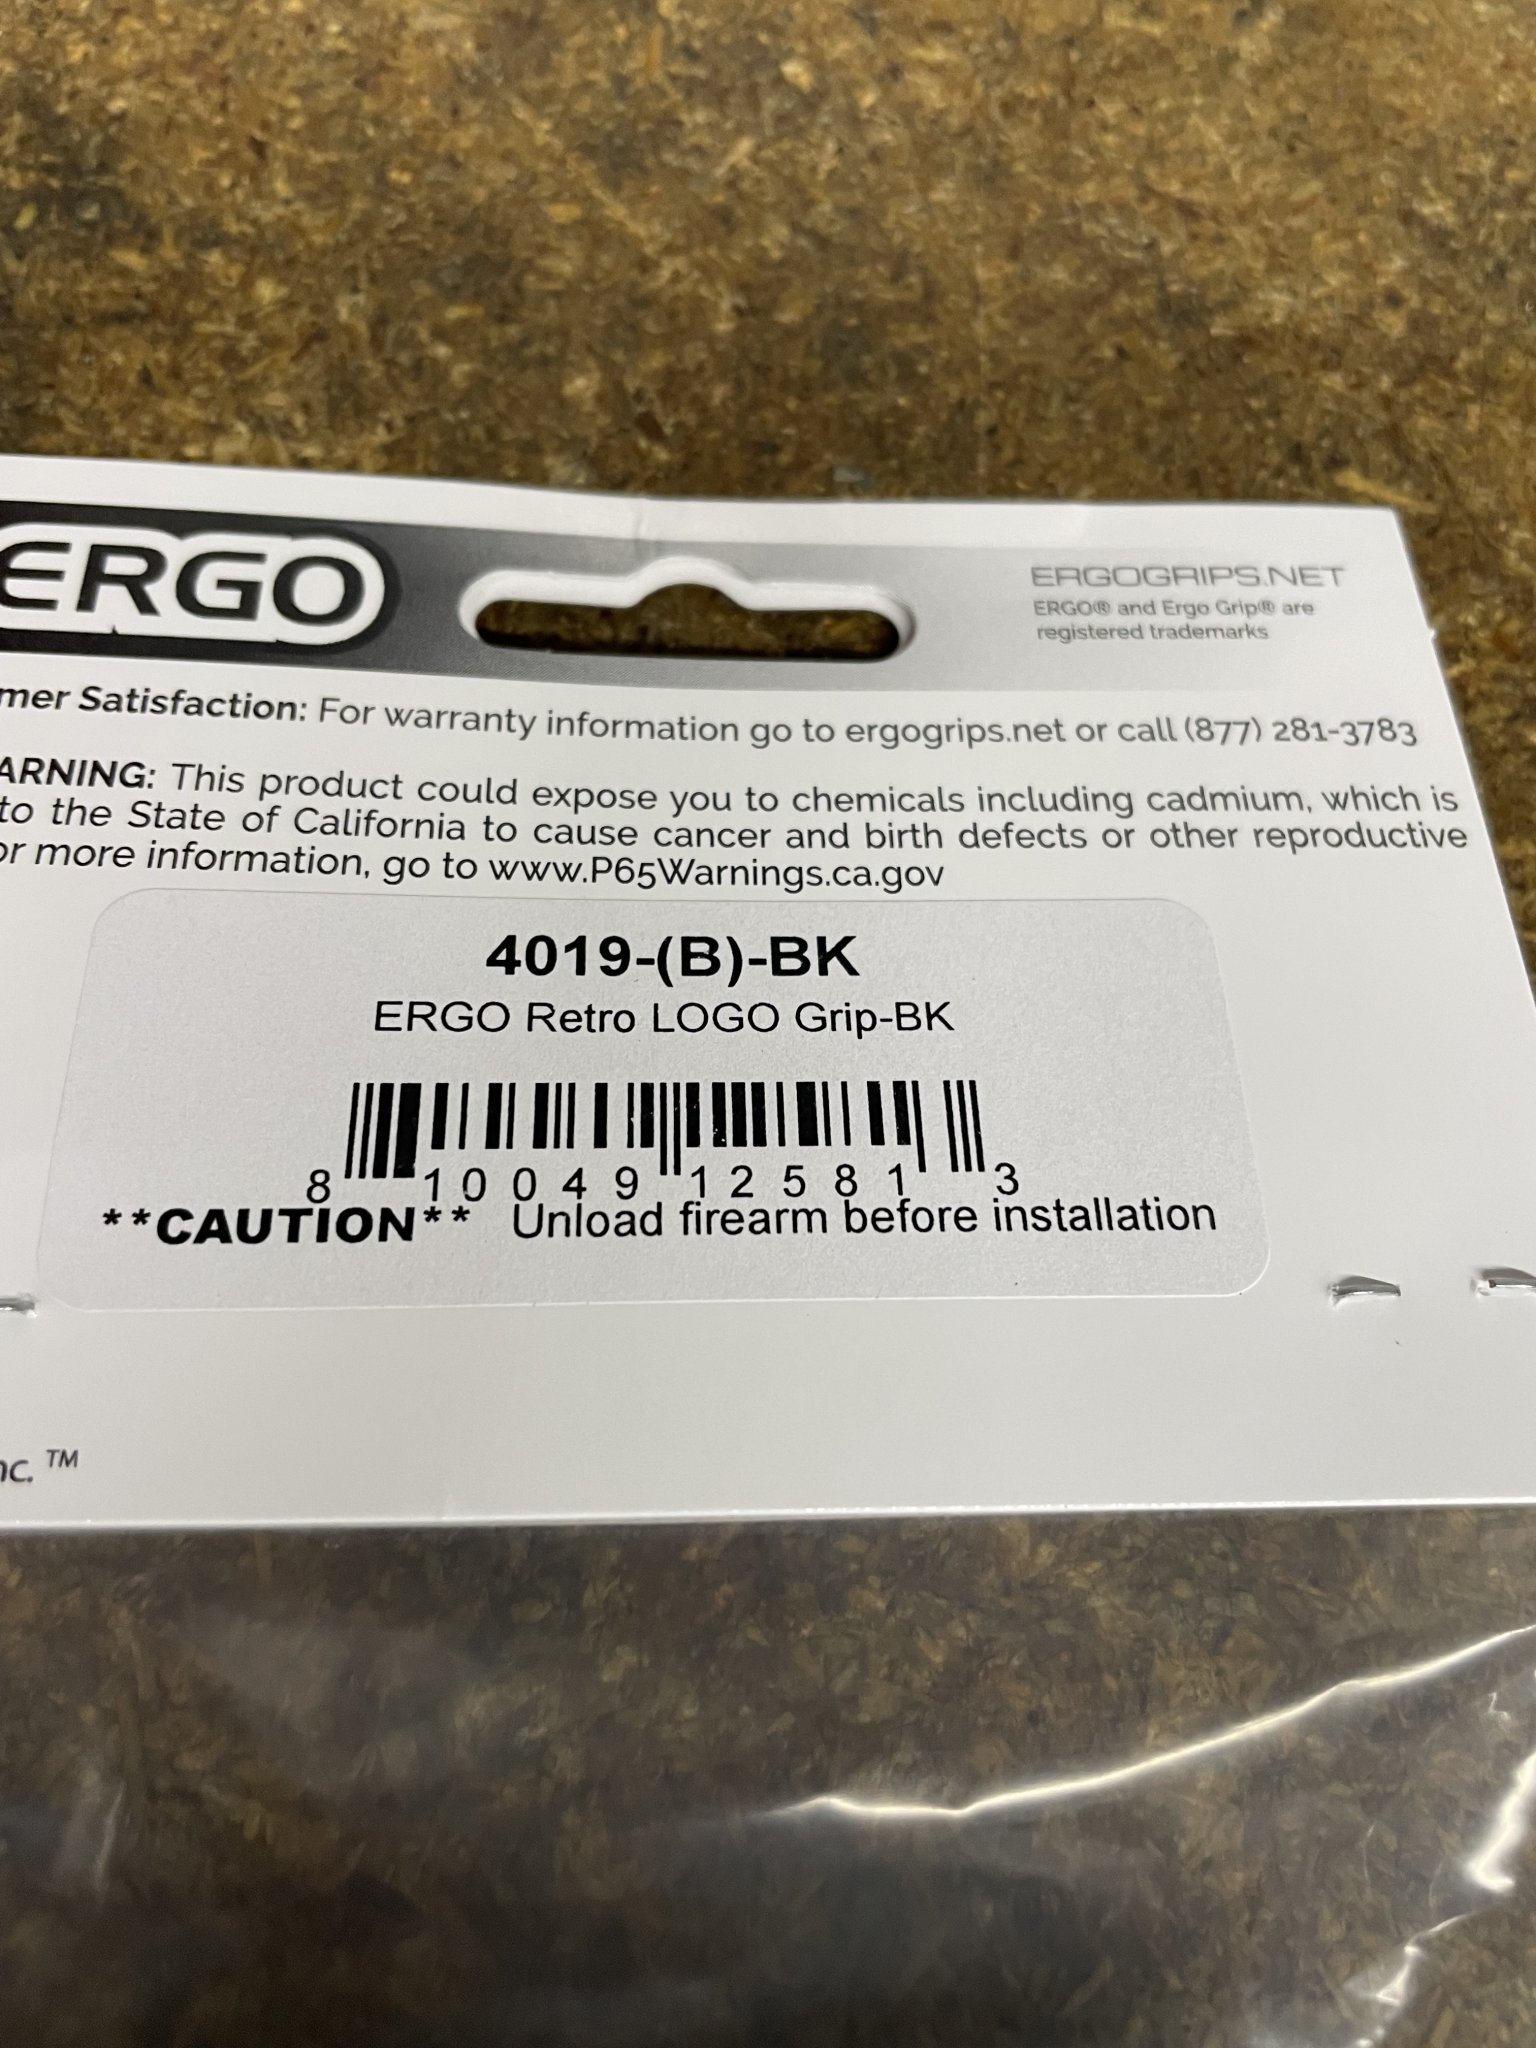 ERGO
ERGOGRIPS.NET
ERGO® and Ergo Grip® are
registered trademarks
mer Satisfaction: For warranty information go to ergogrips.net or call (877) 281-3783
ARNING: This product could expose you to chemicals including cadmium, which is
to the State of California to cause cancer and birth defects or other reproductive
or more information, go to www.P65Warnings.ca.gov
4019-(B)-BK
ERGO Retro LOGO Grip-BK
8 10049 12581 3
**CAUTION** Unload firearm before installation
nc. ™